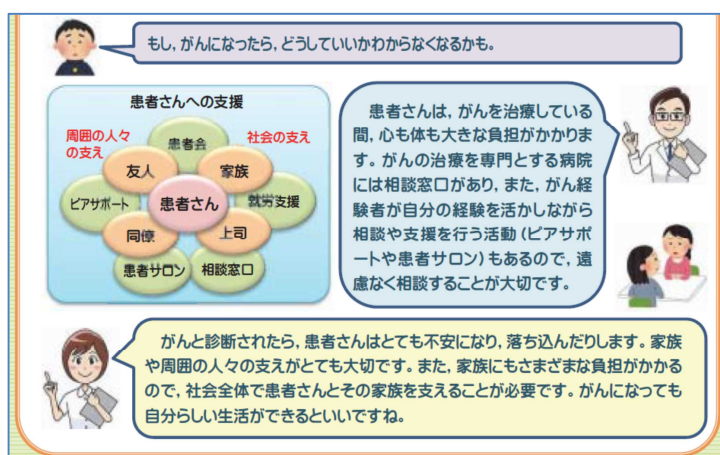 もし，がんになったら，どうしていいかわからなくなるかも。
患者さんへの支援
周囲の人々
の支え
社会の支え
患者会
友人
家族
ピアサポート
患者さん
就労支援
同僚
上司
患者サロン
相談窓口
患者さんは，がんを治療している
間，心も体も大きな負担がかかりま
す。がんの治療を専門とする病院
には相談窓口があり，また，がん経
験者が自分の経験を活かしながら
相談や支援を行う活動（ピアサポ
ートや患者サロン）もあるので，遠
慮なく相談することが大切です。
がんと診断されたら，患者さんはとても不安になり，落ち込んだりします。家族
や周囲の人々の支えがとても大切です。また，家族にもさまざまな負担がかかる
ので，社会全体で患者さんとその家族を支えることが必要です。がんになっても
自分らしい生活ができるといいですね。